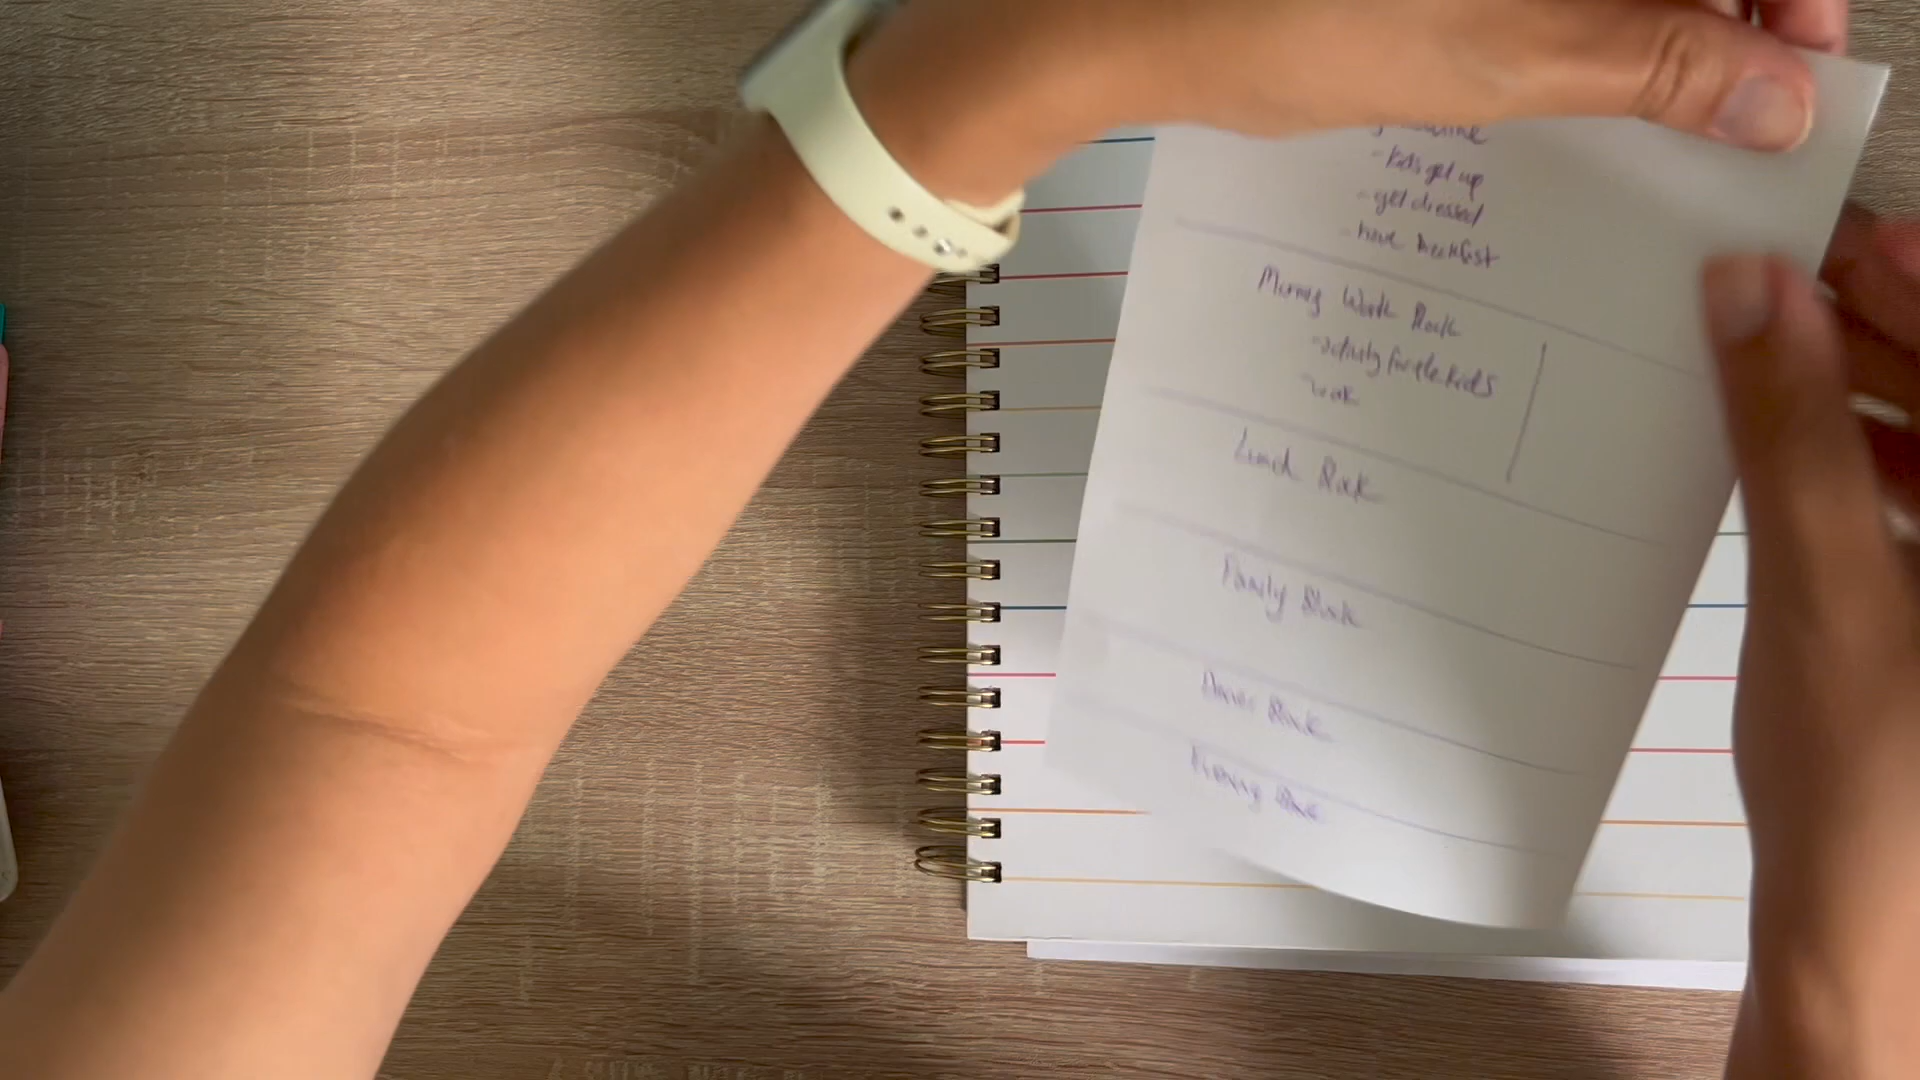 - kids get up
- get dressed
- have breakfast
Morning Work Block
- activity for the kids
- work
Lunch Block
Family Block
Dinner Block
Evening Block